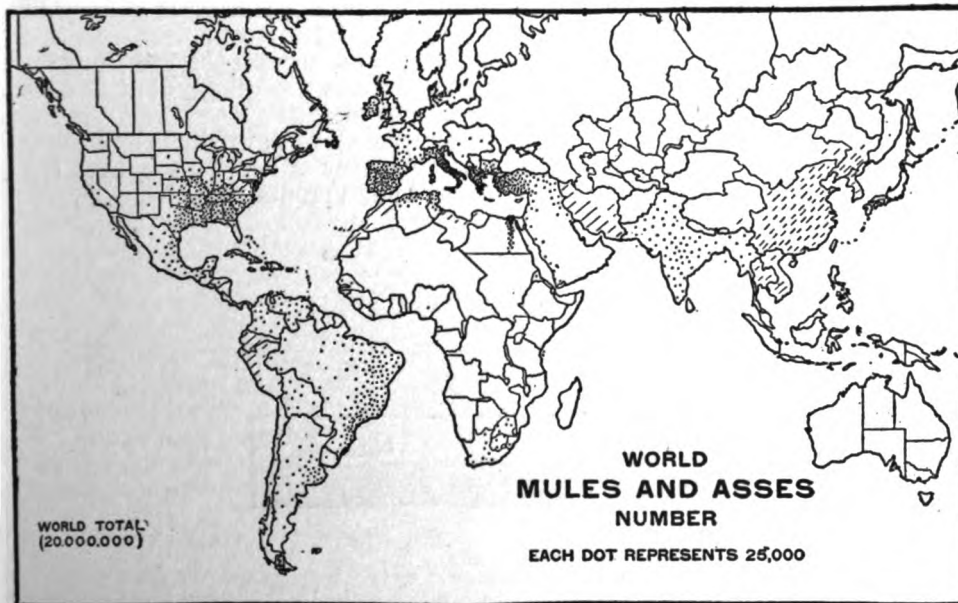 WORLD
MULES AND ASSES
NUMBER
EACH DOT REPRESENTS 25,000
WORLD TOTAL
(20.000.000)